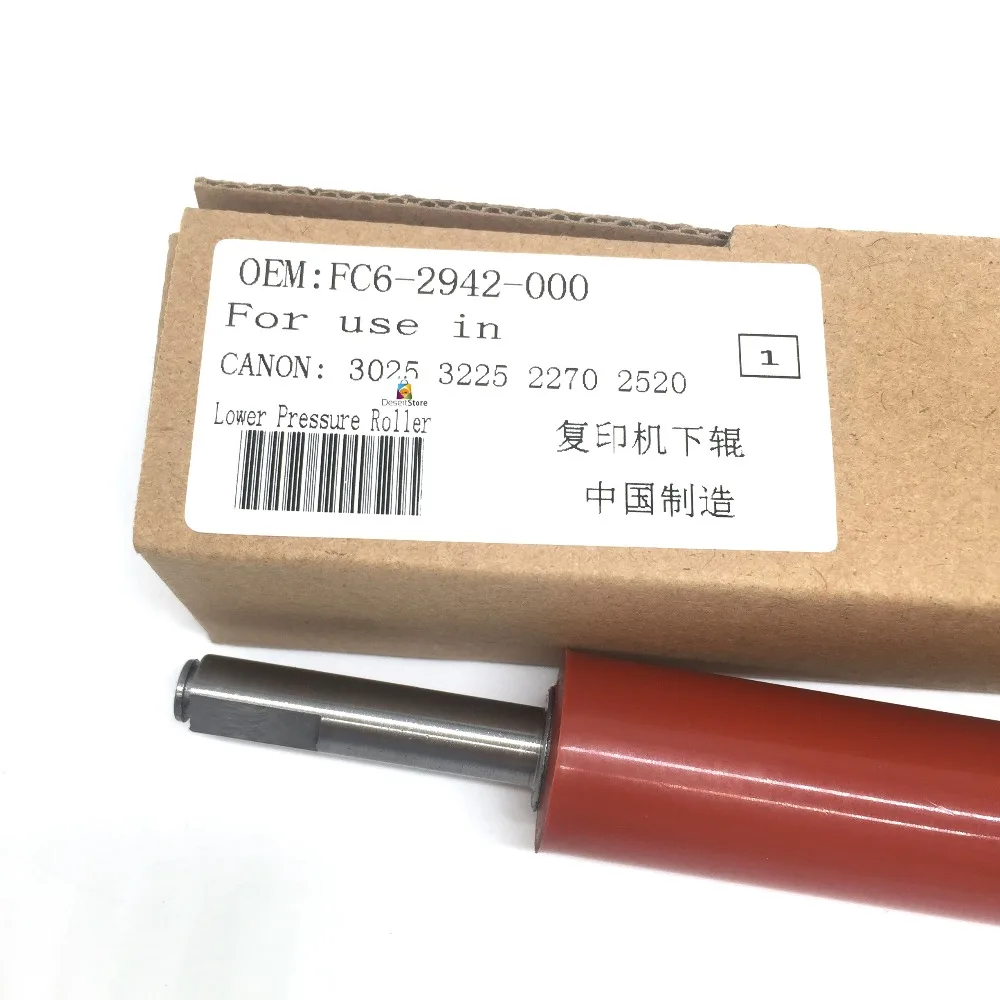 OEM:FC6-2942-000
For use in
CANON: 3025 3225 2270 2520
1
DesertStore
Lower Pressure Roller
复印机下辊
中国制造